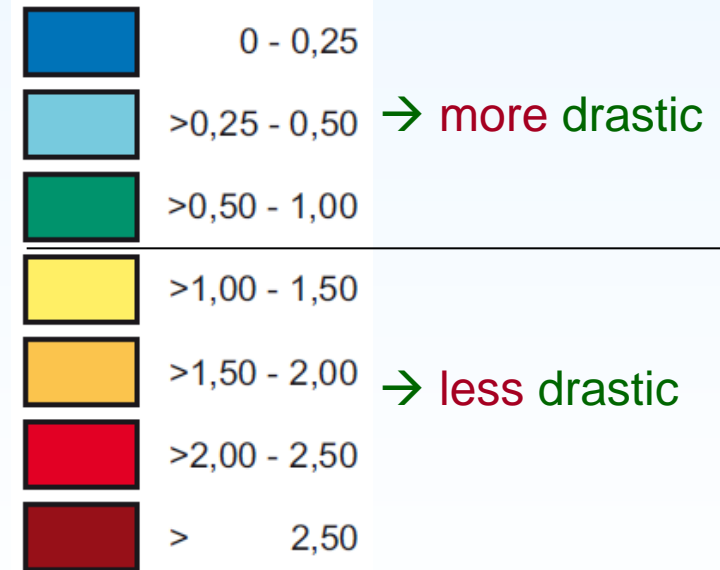 0 - 0,25
>0,25 - 0,50
→ more drastic
>0,50 - 1,00
>1,00 - 1,50
>1,50 - 2,00
→ less drastic
>2,00 - 2,50
> 2,50